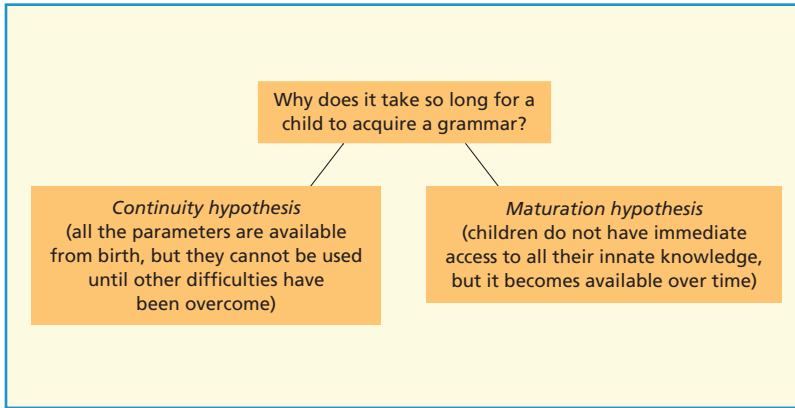 Why does it take so long for a
child to acquire a grammar?
Continuity hypothesis
(all the parameters are available
from birth, but they cannot be used
until other difficulties have
been overcome)
Maturation hypothesis
(children do not have immediate
access to all their innate knowledge,
but it becomes available over time)